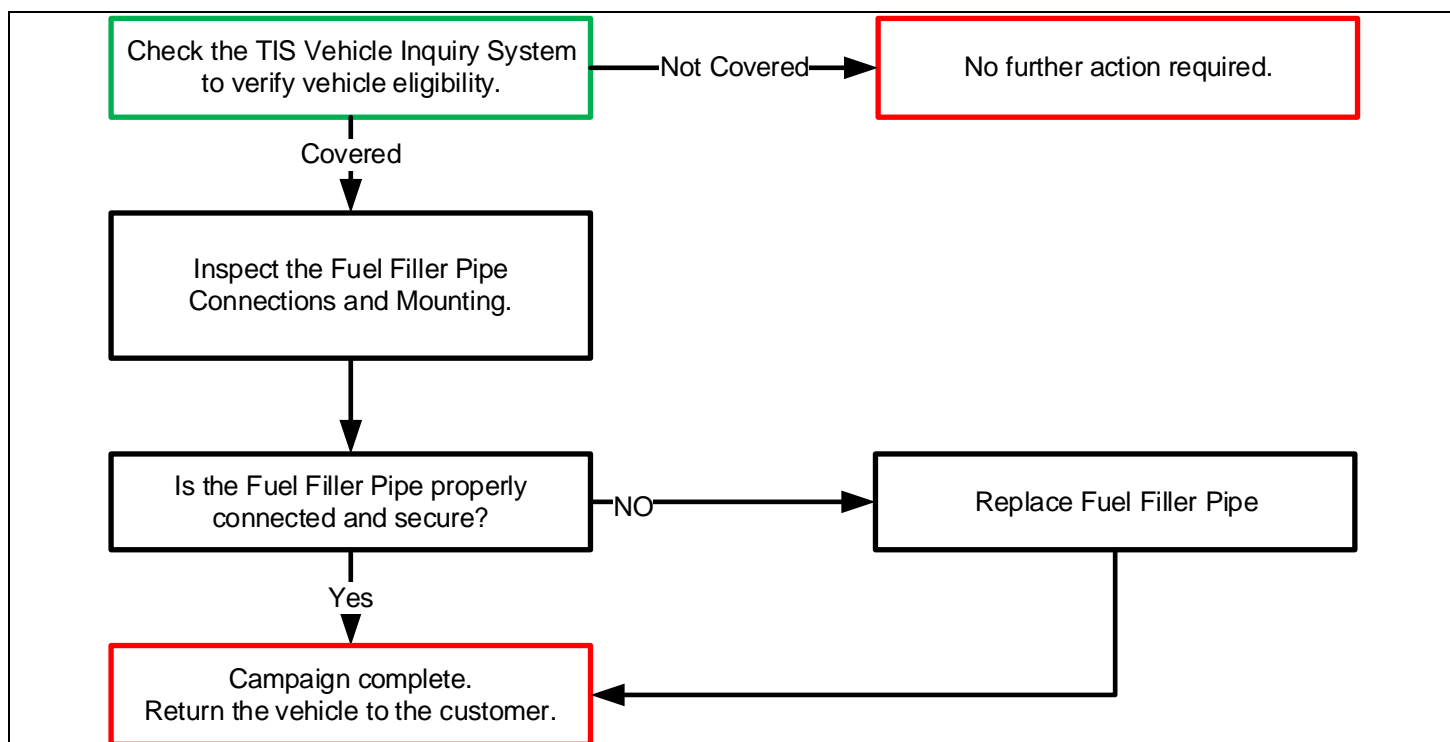 Check the TIS Vehicle Inquiry System
to verify vehicle eligibility.
Not Covered
No further action required.
Covered
Inspect the Fuel Filler Pipe
Connections and Mounting.
Is the Fuel Filler Pipe properly
connected and secure?
NO
Replace Fuel Filler Pipe
Yes
Campaign complete.
Return the vehicle to the customer.